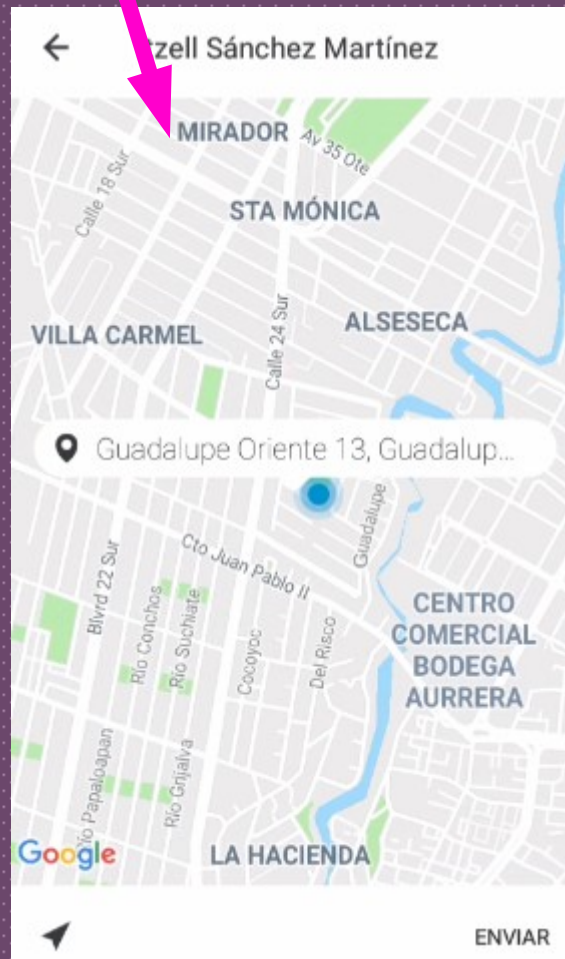 zell Sánchez Martínez
MIRADOR
Av 35 Ote
Calle 18 Sur
STA MÓNICA
Calle 24 Sur
ALSESECA
VILLA CARMEL
Guadalupe Oriente 13, Guadalup...
Guadalupe
Cto Juan Pablo II
Blvrd 22 Sur
Río Conchos
Río Suchiate
Cocoyoc
Del Risco
CENTRO
COMERCIAL
BODEGA
AURRERA
Río Papaloapan
Río Grijalva
Google
LA HACIENDA
ENVIAR